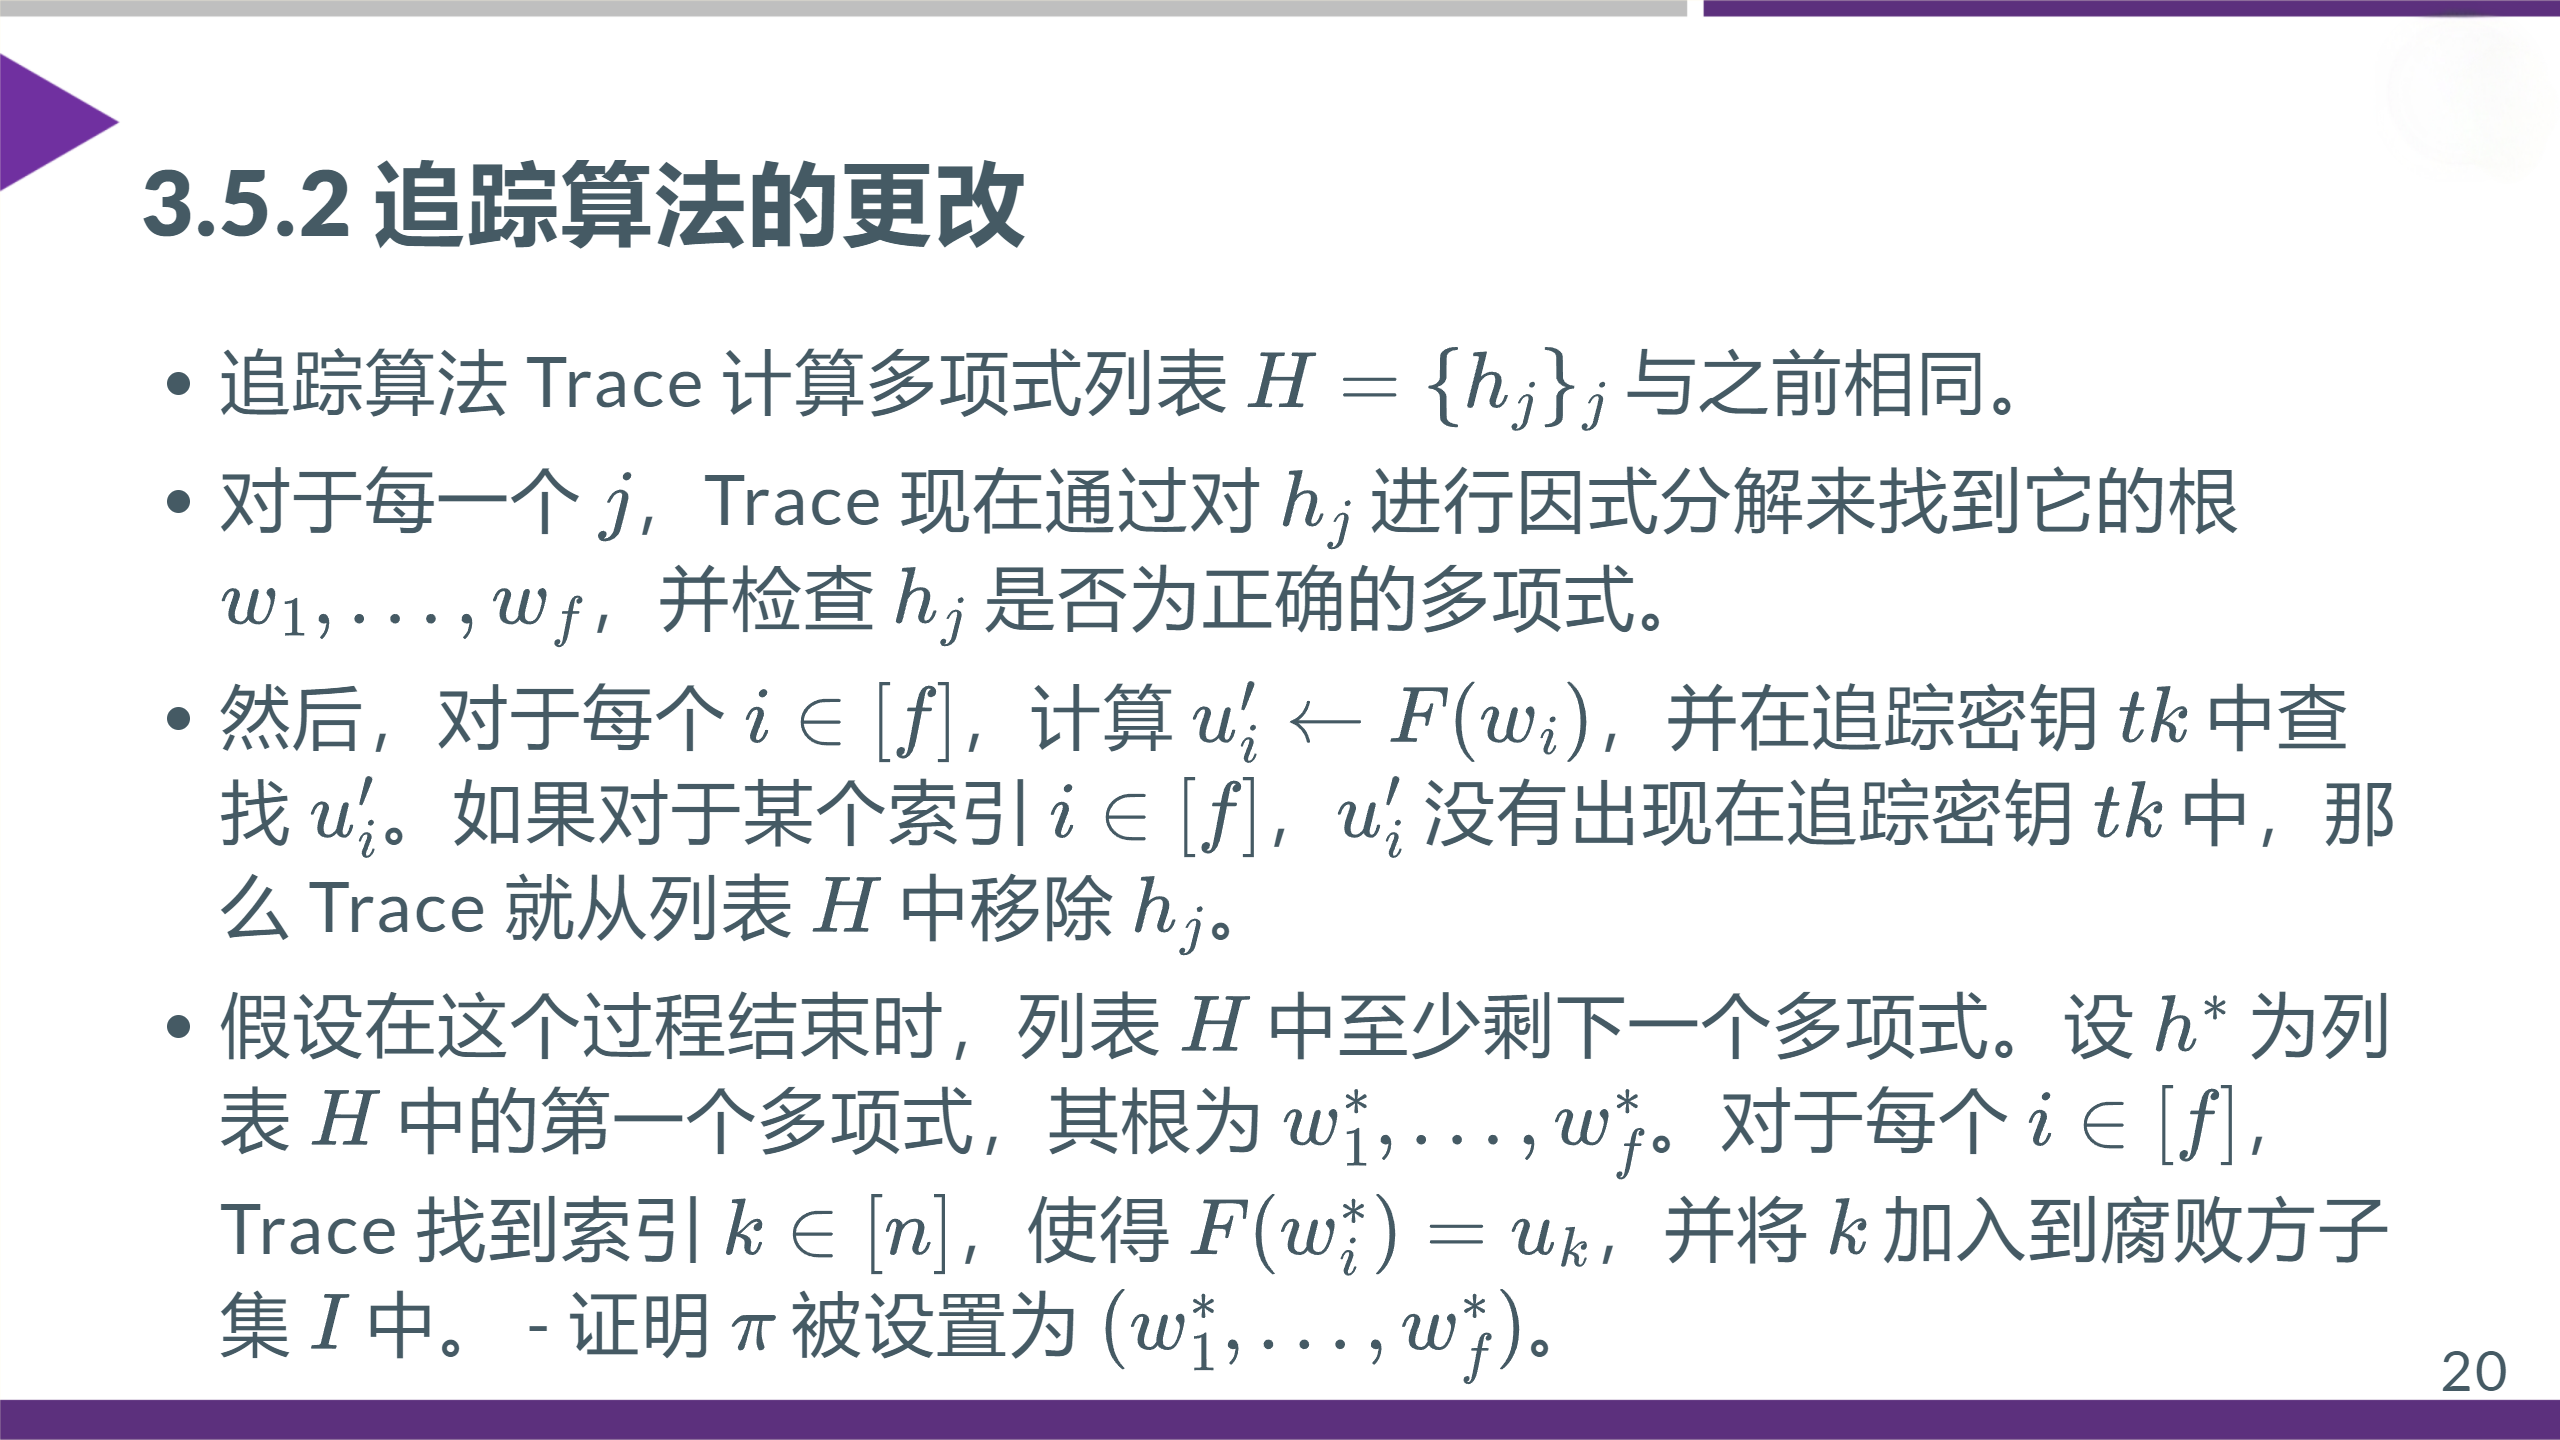 3.5.2 追踪算法的更改
• 追踪算法 Trace 计算多项式列表 $H = \{h_j\}_j$ 与之前相同。
• 对于每一个 $j$，Trace 现在通过对 $h_j$ 进行因式分解来找到它的根
$w_1, \ldots, w_f$，并检查 $h_j$ 是否为正确的多项式。
• 然后，对于每个 $i \in [f]$，计算 $u'_i \leftarrow F(w_i)$，并在追踪密钥 $tk$ 中查
找 $u'_i$。如果对于某个索引 $i \in [f]$，$u'_i$ 没有出现在追踪密钥 $tk$ 中，那
么 Trace 就从列表 $H$ 中移除 $h_j$。
• 假设在这个过程结束时，列表 $H$ 中至少剩下一个多项式。设 $h^*$ 为列
表 $H$ 中的第一个多项式，其根为 $w^*_1, \ldots, w^*_f$。对于每个 $i \in [f]$，
Trace 找到索引 $k \in [n]$，使得 $F(w^*_i) = u_k$，并将 $k$ 加入到腐败方子
集 $I$ 中。 - 证明 $\pi$ 被设置为 $(w^*_1, \ldots, w^*_f)$。
20